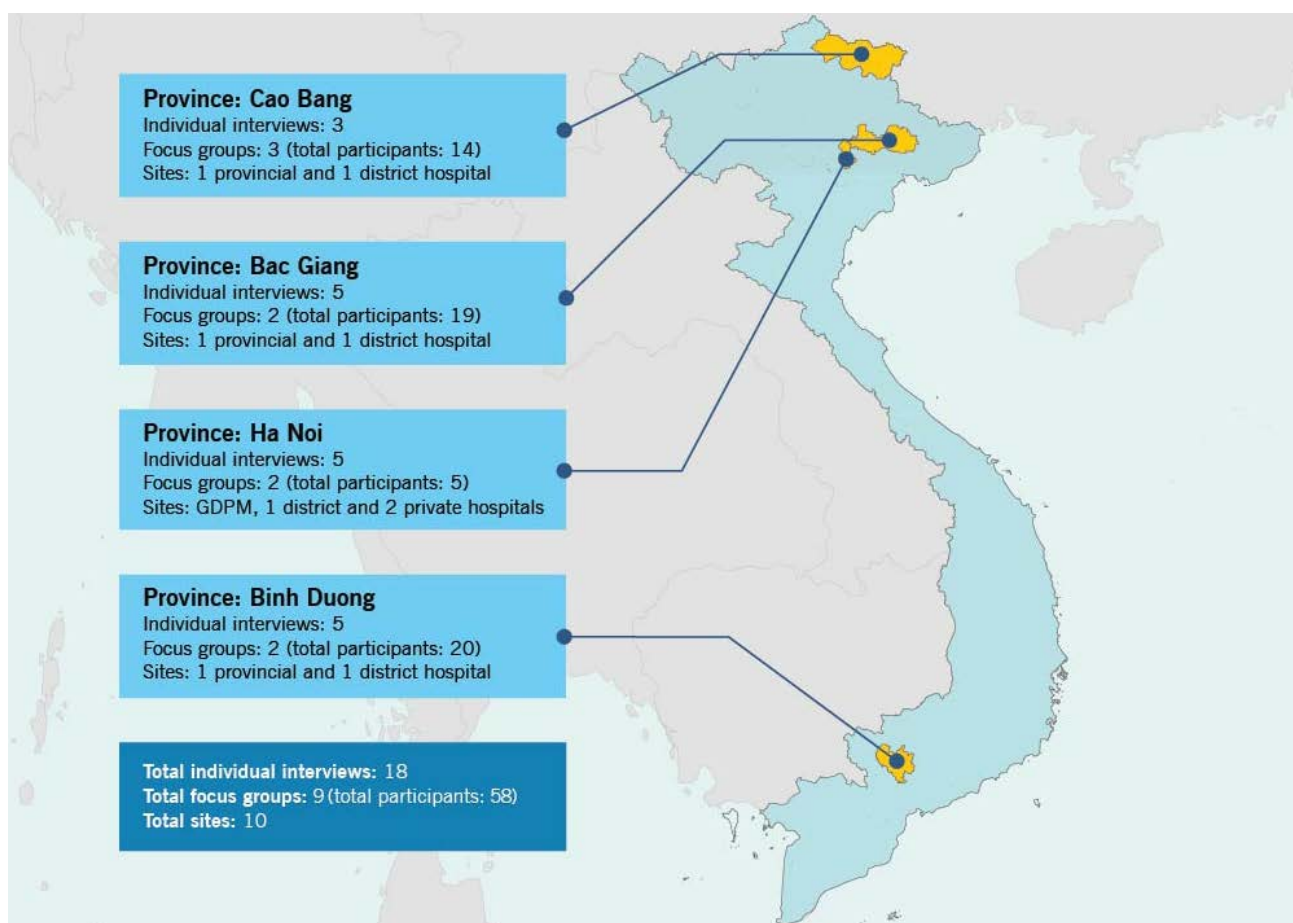 Province: Cao Bang
Individual interviews: 3
Focus groups: 3 (total participants: 14)
Sites: 1 provincial and 1 district hospital
Province: Bac Giang
Individual interviews: 5
Focus groups: 2 (total participants: 19)
Sites: 1 provincial and 1 district hospital
Province: Ha Noi
Individual interviews: 5
Focus groups: 2 (total participants: 5)
Sites: GDPM, 1 district and 2 private hospitals
Province: Binh Duong
Individual interviews: 5
Focus groups: 2 (total participants: 20)
Sites: 1 provincial and 1 district hospital
Total individual interviews: 18
Total focus groups: 9 (total participants: 58)
Total sites: 10